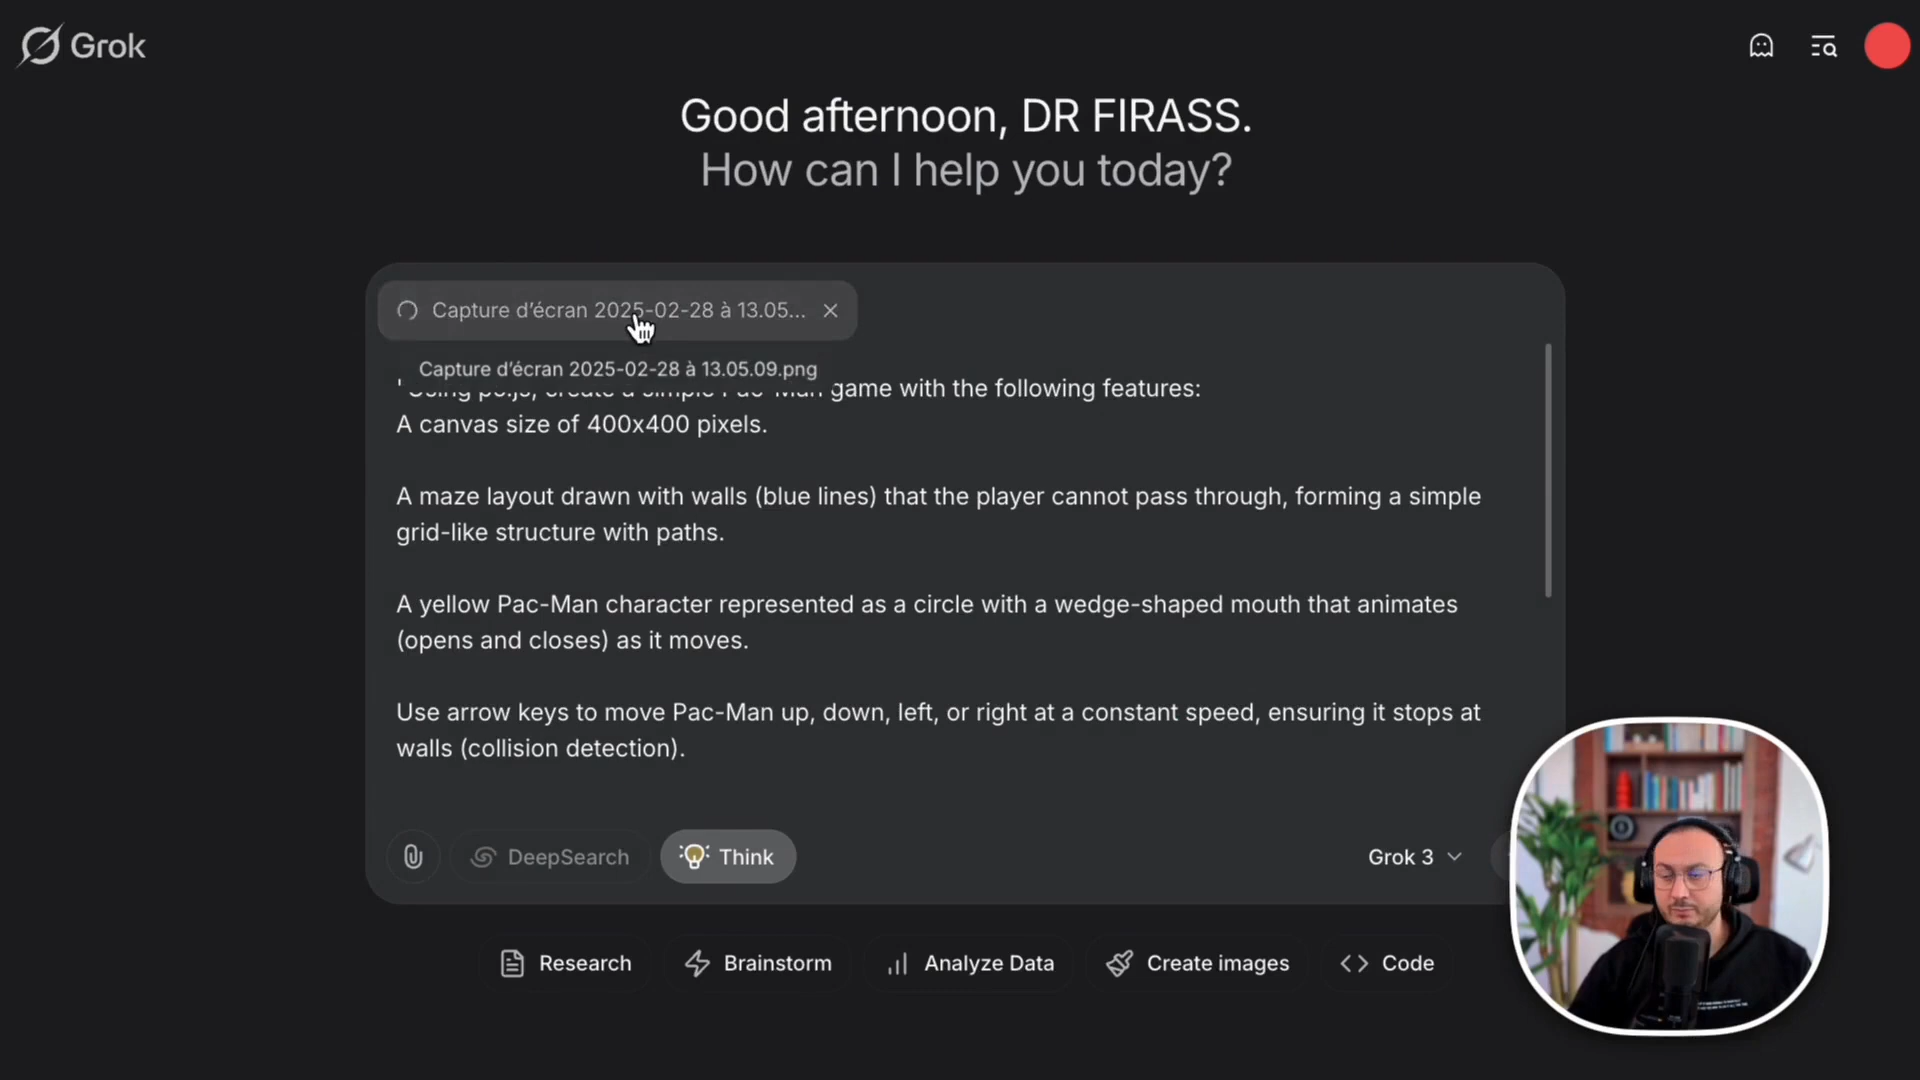 Grok
Good afternoon, DR FIRASS.
How can I help you today?
Capture d'écran 2025-02-28 à 13.05...
Capture d'écran 2025-02-28 à 13.05.09.png
game with the following features:
A canvas size of 400x400 pixels.
A maze layout drawn with walls (blue lines) that the player cannot pass through, forming a simple
grid-like structure with paths.
A yellow Pac-Man character represented as a circle with a wedge-shaped mouth that animates
(opens and closes) as it moves.
Use arrow keys to move Pac-Man up, down, left, or right at a constant speed, ensuring it stops at
walls (collision detection).
DeepSearch
Think
Grok 3
Research
Brainstorm
Analyze Data
Create images
Code